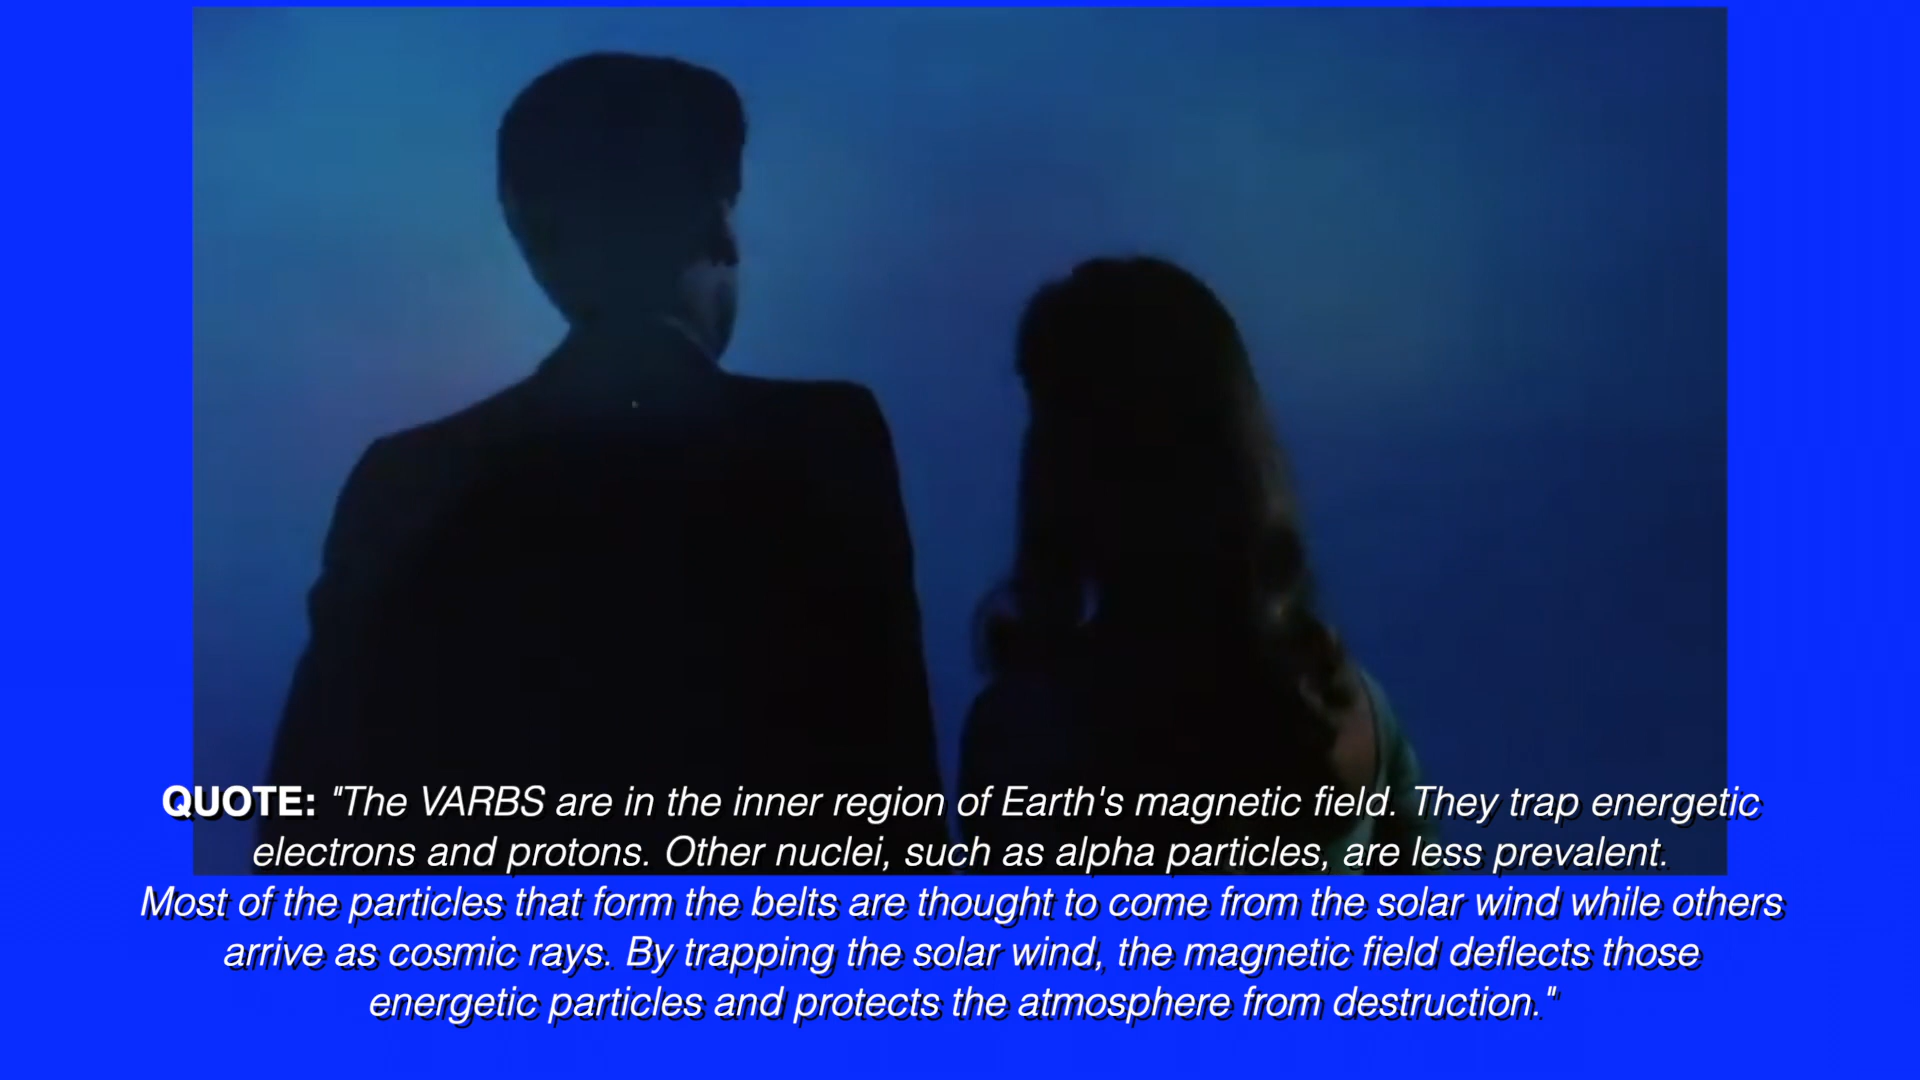 QUOTE: "The VARBS are in the inner region of Earth's magnetic field. They trap energetic
electrons and protons. Other nuclei, such as alpha particles, are less prevalent.
Most of the particles that form the belts are thought to come from the solar wind while others
arrive as cosmic rays. By trapping the solar wind, the magnetic field deflects those
energetic particles and protects the atmosphere from destruction."